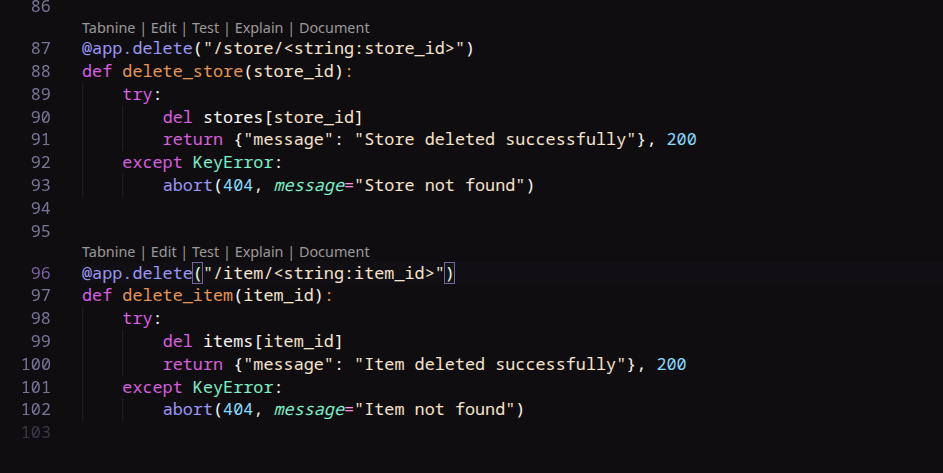 86
Tabnine | Edit | Test | Explain | Document
87 @app.delete("/store/<string:store_id>")
88 def delete_store(store_id):
89     try:
90         del stores[store_id]
91         return {"message": "Store deleted successfully"}, 200
92     except KeyError:
93         abort(404, message="Store not found")
94
95
Tabnine | Edit | Test | Explain | Document
96 @app.delete("/item/<string:item_id>")
97 def delete_item(item_id):
98     try:
99         del items[item_id]
100         return {"message": "Item deleted successfully"}, 200
101     except KeyError:
102         abort(404, message="Item not found")
103